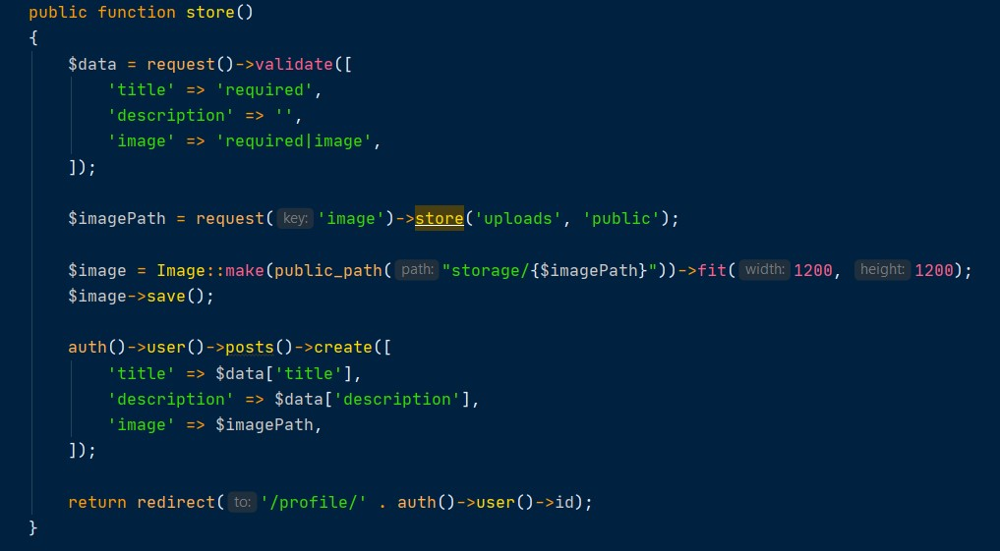 public function store()
{
    $data = request()->validate([
        'title' => 'required',
        'description' => '',
        'image' => 'required|image',
    ]);

    $imagePath = request( key: 'image')->store('uploads', 'public');

    $image = Image::make(public_path( path: "storage/{$imagePath}"))->fit( width: 1200, height: 1200);
    $image->save();

    auth()->user()->posts()->create([
        'title' => $data['title'],
        'description' => $data['description'],
        'image' => $imagePath,
    ]);

    return redirect( to: '/profile/' . auth()->user()->id);
}